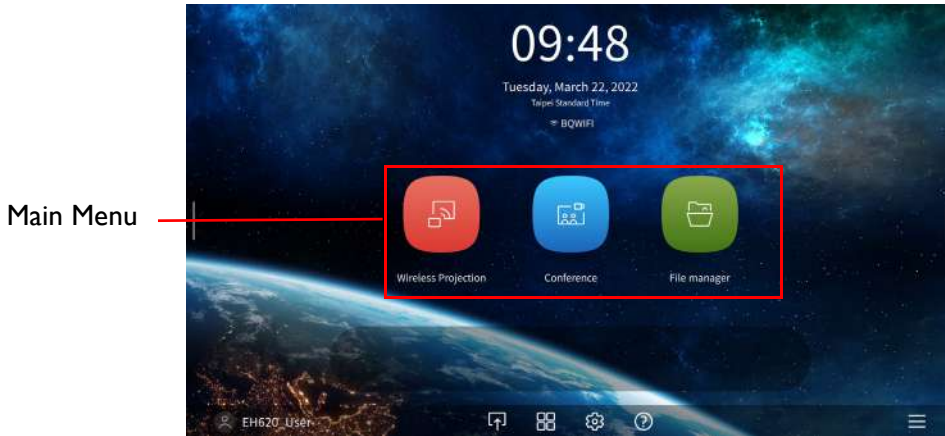 09:48
Tuesday, March 22, 2022
Taipei Standard Time
BQWIFI
Main Menu
Wireless Projection
Conference
File manager
EH620_User